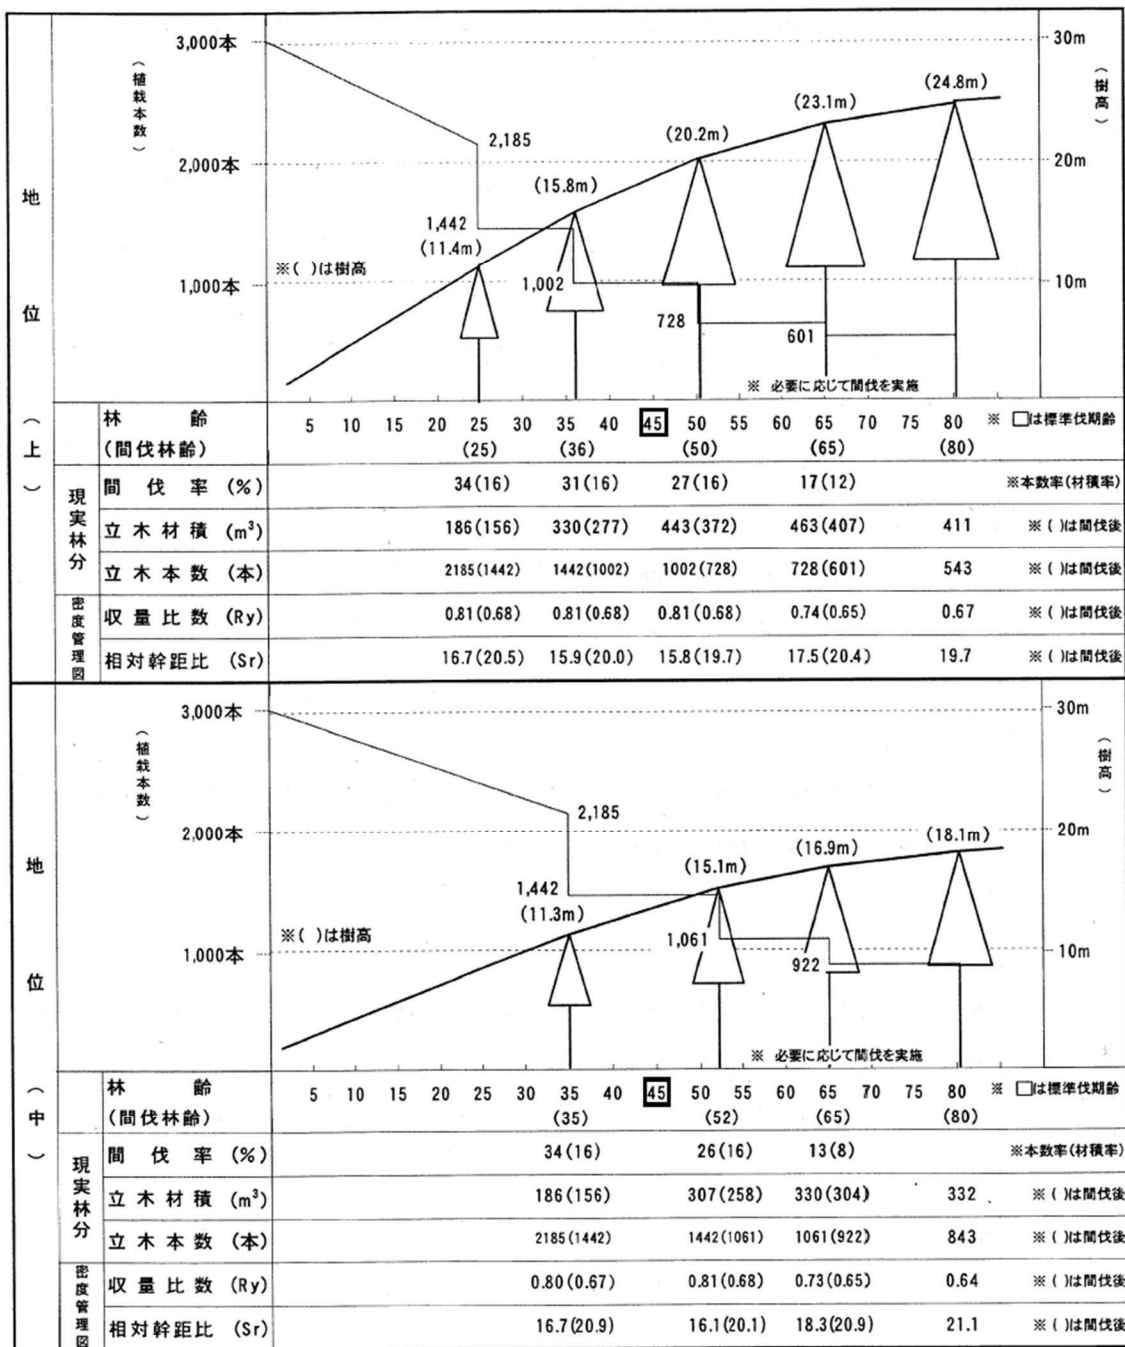 地位(上)
3,000本
30m
(植栽本数)
(樹高)
(24.8m)
(23.1m)
(20.2m)
2,185
2,000本
20m
(15.8m)
1,442
(11.4m)
※( )は樹高
1,000本
1,002
10m
728
601
※ 必要に応じて間伐を実施
林齢 5 10 15 20 25 30 35 40 45 50 55 60 65 70 75 80 ※ □は標準伐期齢
(間伐林齢) (25) (36) (50) (65) (80)
現実林分
間伐率(%) 34(16) 31(16) 27(16) 17(12) ※本数率(材積率)
立木材積(m³) 186(156) 330(277) 443(372) 463(407) 411 ※( )は間伐後
立木本数(本) 2185(1442) 1442(1002) 1002(728) 728(601) 543 ※( )は間伐後
密度管理図
収量比数(Ry) 0.81(0.68) 0.81(0.68) 0.81(0.68) 0.74(0.65) 0.67 ※( )は間伐後
相対幹距比(Sr) 16.7(20.5) 15.9(20.0) 15.8(19.7) 17.5(20.4) 19.7 ※( )は間伐後
地位(中)
3,000本
30m
(植栽本数)
(樹高)
2,185
2,000本
20m
(18.1m)
(16.9m)
(15.1m)
1,442
(11.3m)
※( )は樹高
1,061
1,000本
922
10m
※ 必要に応じて間伐を実施
林齢 5 10 15 20 25 30 35 40 45 50 55 60 65 70 75 80 ※ □は標準伐期齢
(間伐林齢) (35) (52) (65) (80)
現実林分
間伐率(%) 34(16) 26(16) 13(8) ※本数率(材積率)
立木材積(m³) 186(156) 307(258) 330(304) 332 ※( )は間伐後
立木本数(本) 2185(1442) 1442(1061) 1061(922) 843 ※( )は間伐後
密度管理図
収量比数(Ry) 0.80(0.67) 0.81(0.68) 0.73(0.65) 0.64 ※( )は間伐後
相対幹距比(Sr) 16.7(20.9) 16.1(20.1) 18.3(20.9) 21.1 ※( )は間伐後